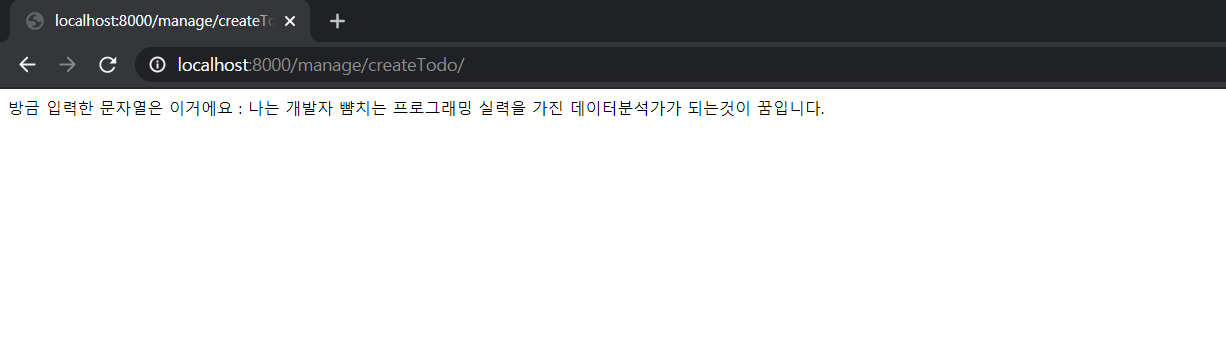 localhost:8000/manage/createTo
localhost:8000/manage/createTodo/
방금 입력한 문자열은 이거에요 : 나는 개발자 뺨치는 프로그래밍 실력을 가진 데이터분석가가 되는것이 꿈입니다.